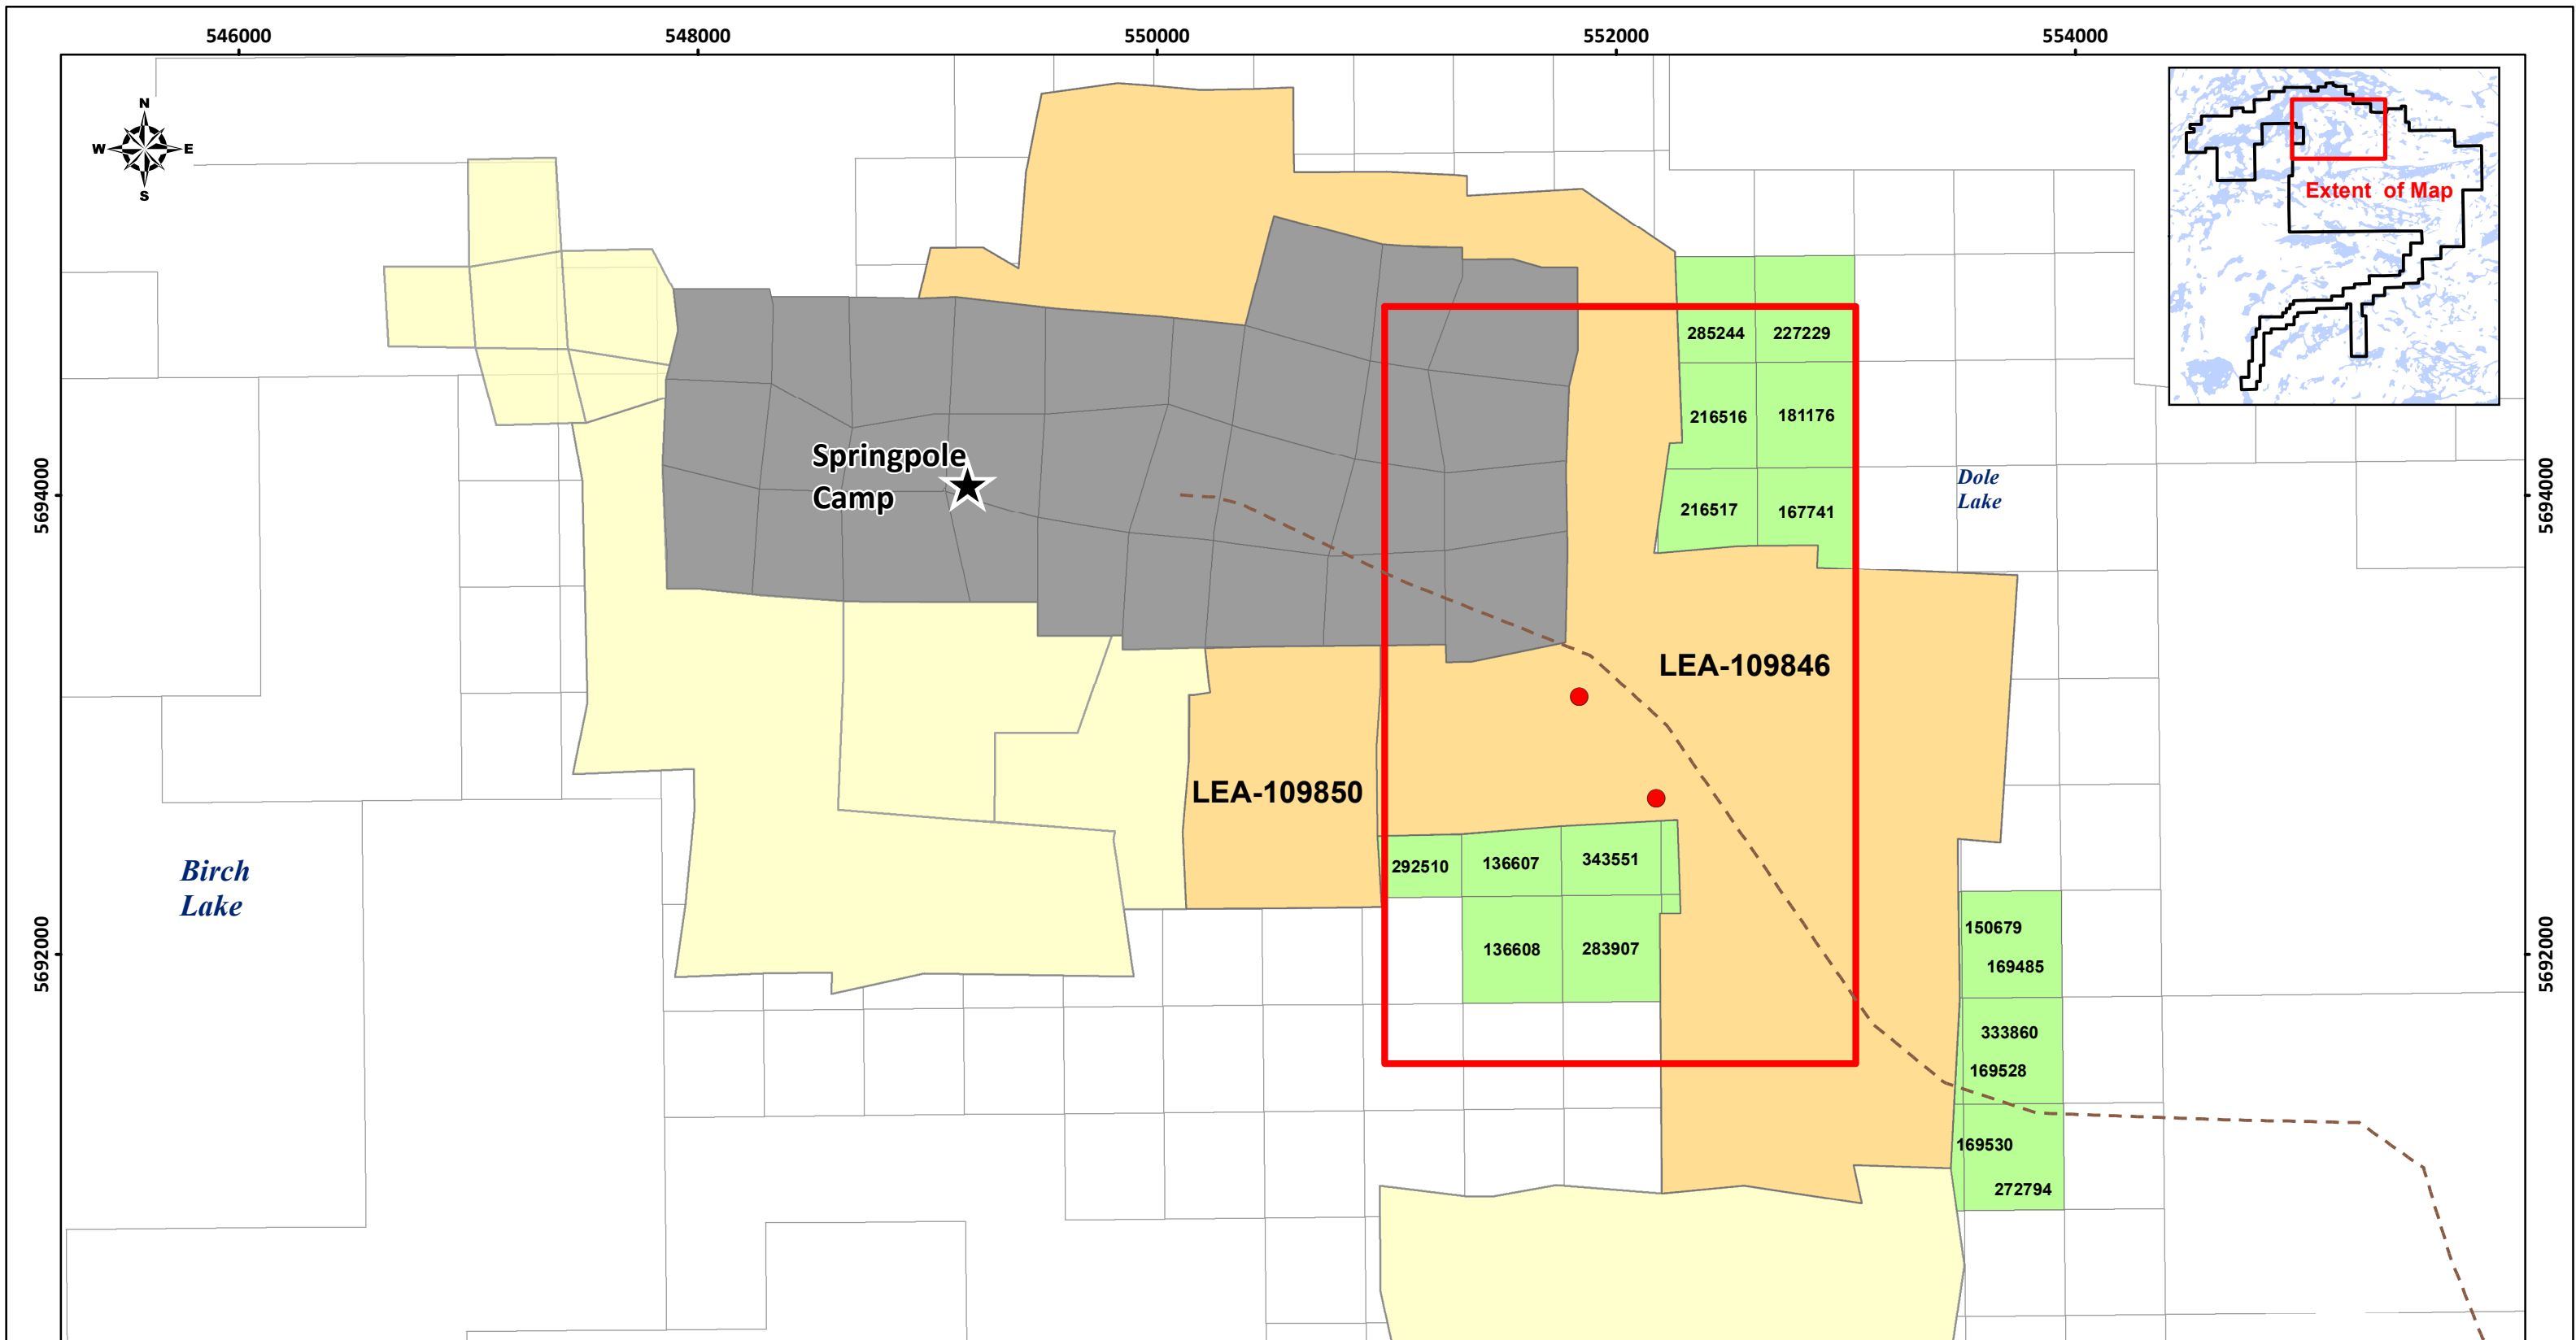 546000
548000
550000
552000
554000
N
W
E
S
Extent of Map
285244
227229
216516
181176
Springpole
Camp
5694000
5694000
Dole
Lake
216517
167741
LEA-109846
LEA-109850
Birch
Lake
292510
136607
343551
136608
283907
150679
169485
5692000
5692000
333860
169528
169530
272794